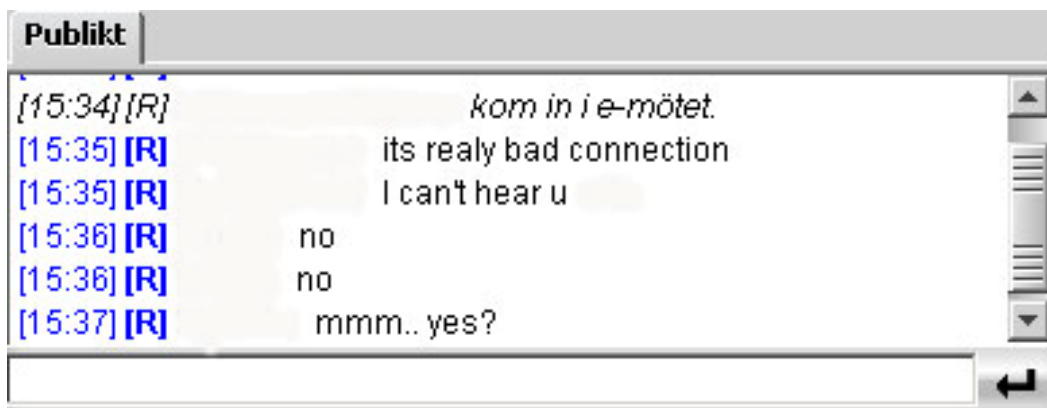 Publikt
[15:34] [R] kom in i e-mötet.
[15:35] [R] its realy bad connection
[15:35] [R] I can't hear u
[15:36] [R] no
[15:36] [R] no
[15:37] [R] mmm.. yes?